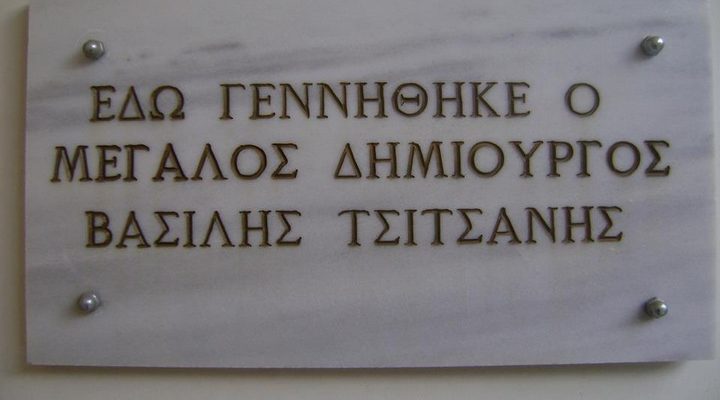 ΕΔΩ ΓΕΝΝΗΘΗΚΕ Ο
ΜΕΓΑΛΟΣ ΔΗΜΙΟΥΡΓΟΣ
ΒΑΣΙΛΗΣ ΤΣΙΤΣΑΝΗΣ